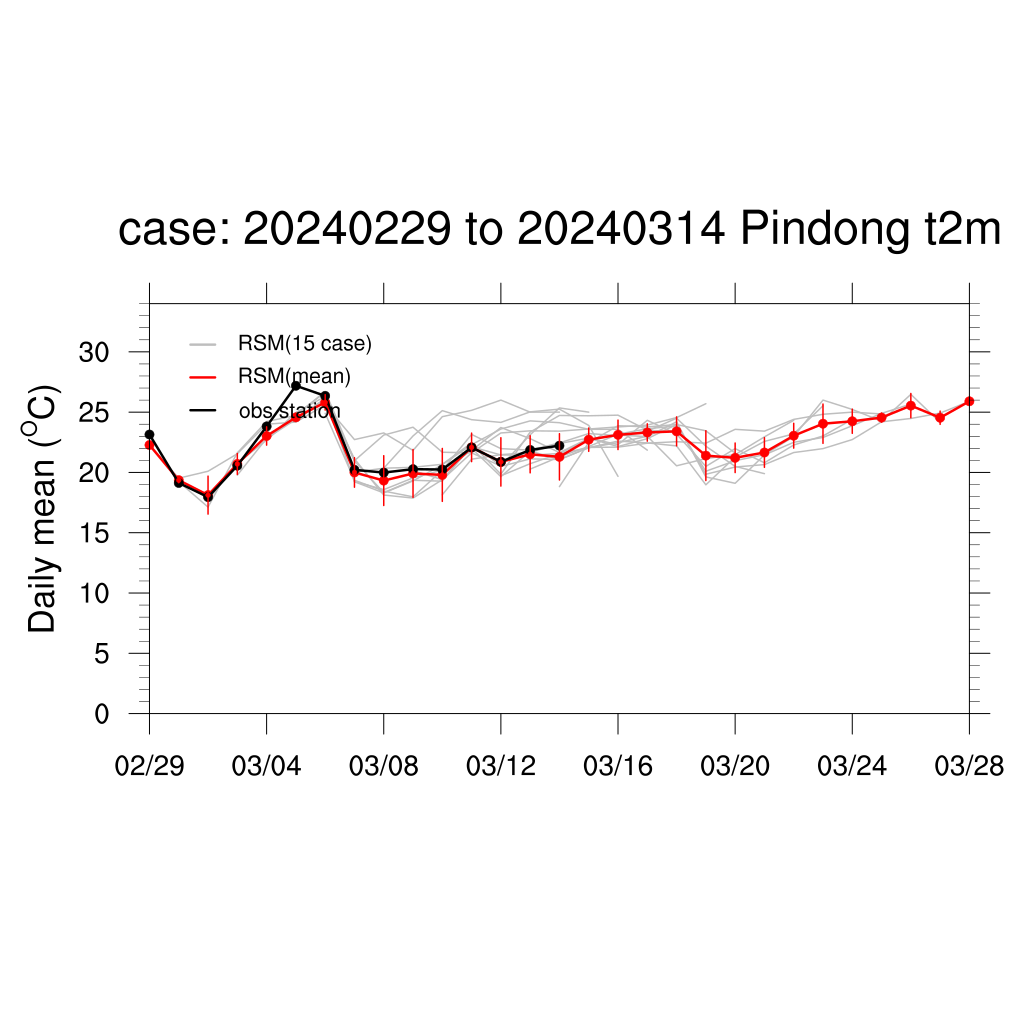 case: 20240229 to 20240314 Pindong t2m
RSM(15 case)
RSM(mean)
obs station
Daily mean (°C)
30
25
20
15
10
5
0
02/29 03/04 03/08 03/12 03/16 03/20 03/24 03/28